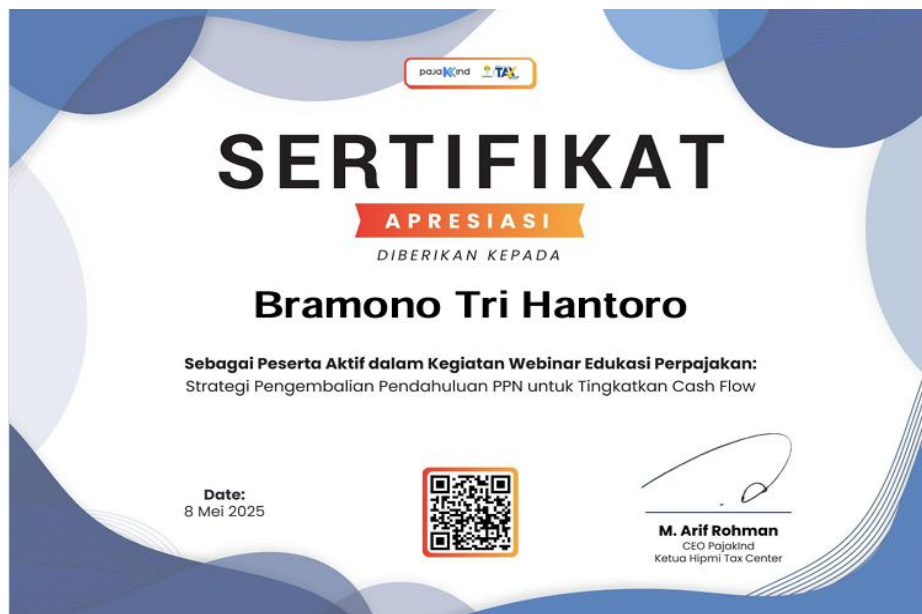 pajakkind TAX
SERTIFIKAT
APRESIASI
DIBERIKAN KEPADA
Bramono Tri Hantoro
Sebagai Peserta Aktif dalam Kegiatan Webinar Edukasi Perpajakan:
Strategi Pengembalian Pendahuluan PPN untuk Tingkatkan Cash Flow
Date:
8 Mei 2025
M. Arif Rohman
CEO PajakInd
Ketua Hipmi Tax Center